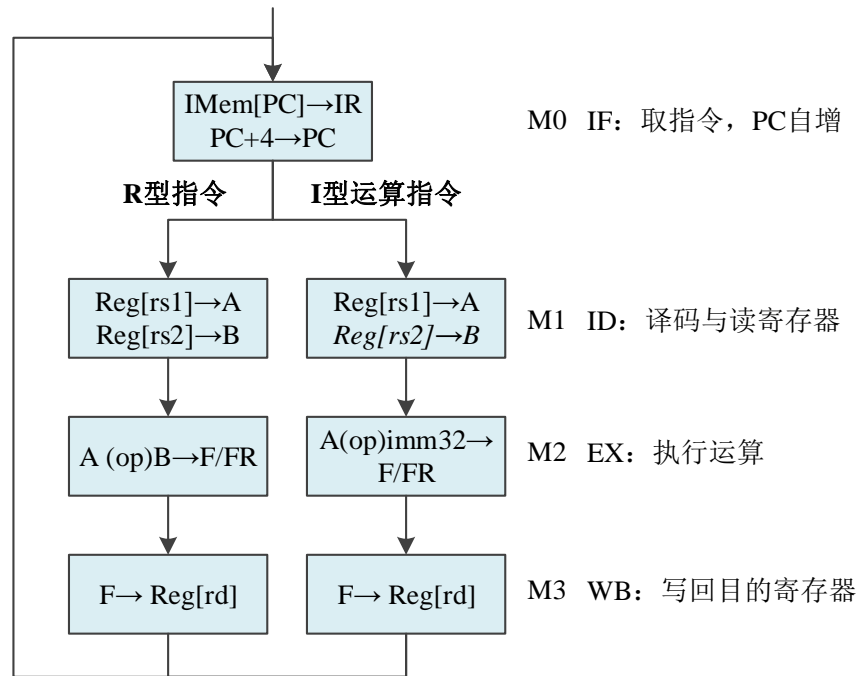 IMem[PC]→IR
PC+4→PC
M0 IF：取指令，PC自增
R型指令
I型运算指令
Reg[rs1]→A
Reg[rs2]→B
Reg[rs1]→A
Reg[rs2]→B
M1 ID：译码与读寄存器
A (op)B→F/FR
A(op)imm32→
F/FR
M2 EX：执行运算
F→ Reg[rd]
F→ Reg[rd]
M3 WB：写回目的寄存器